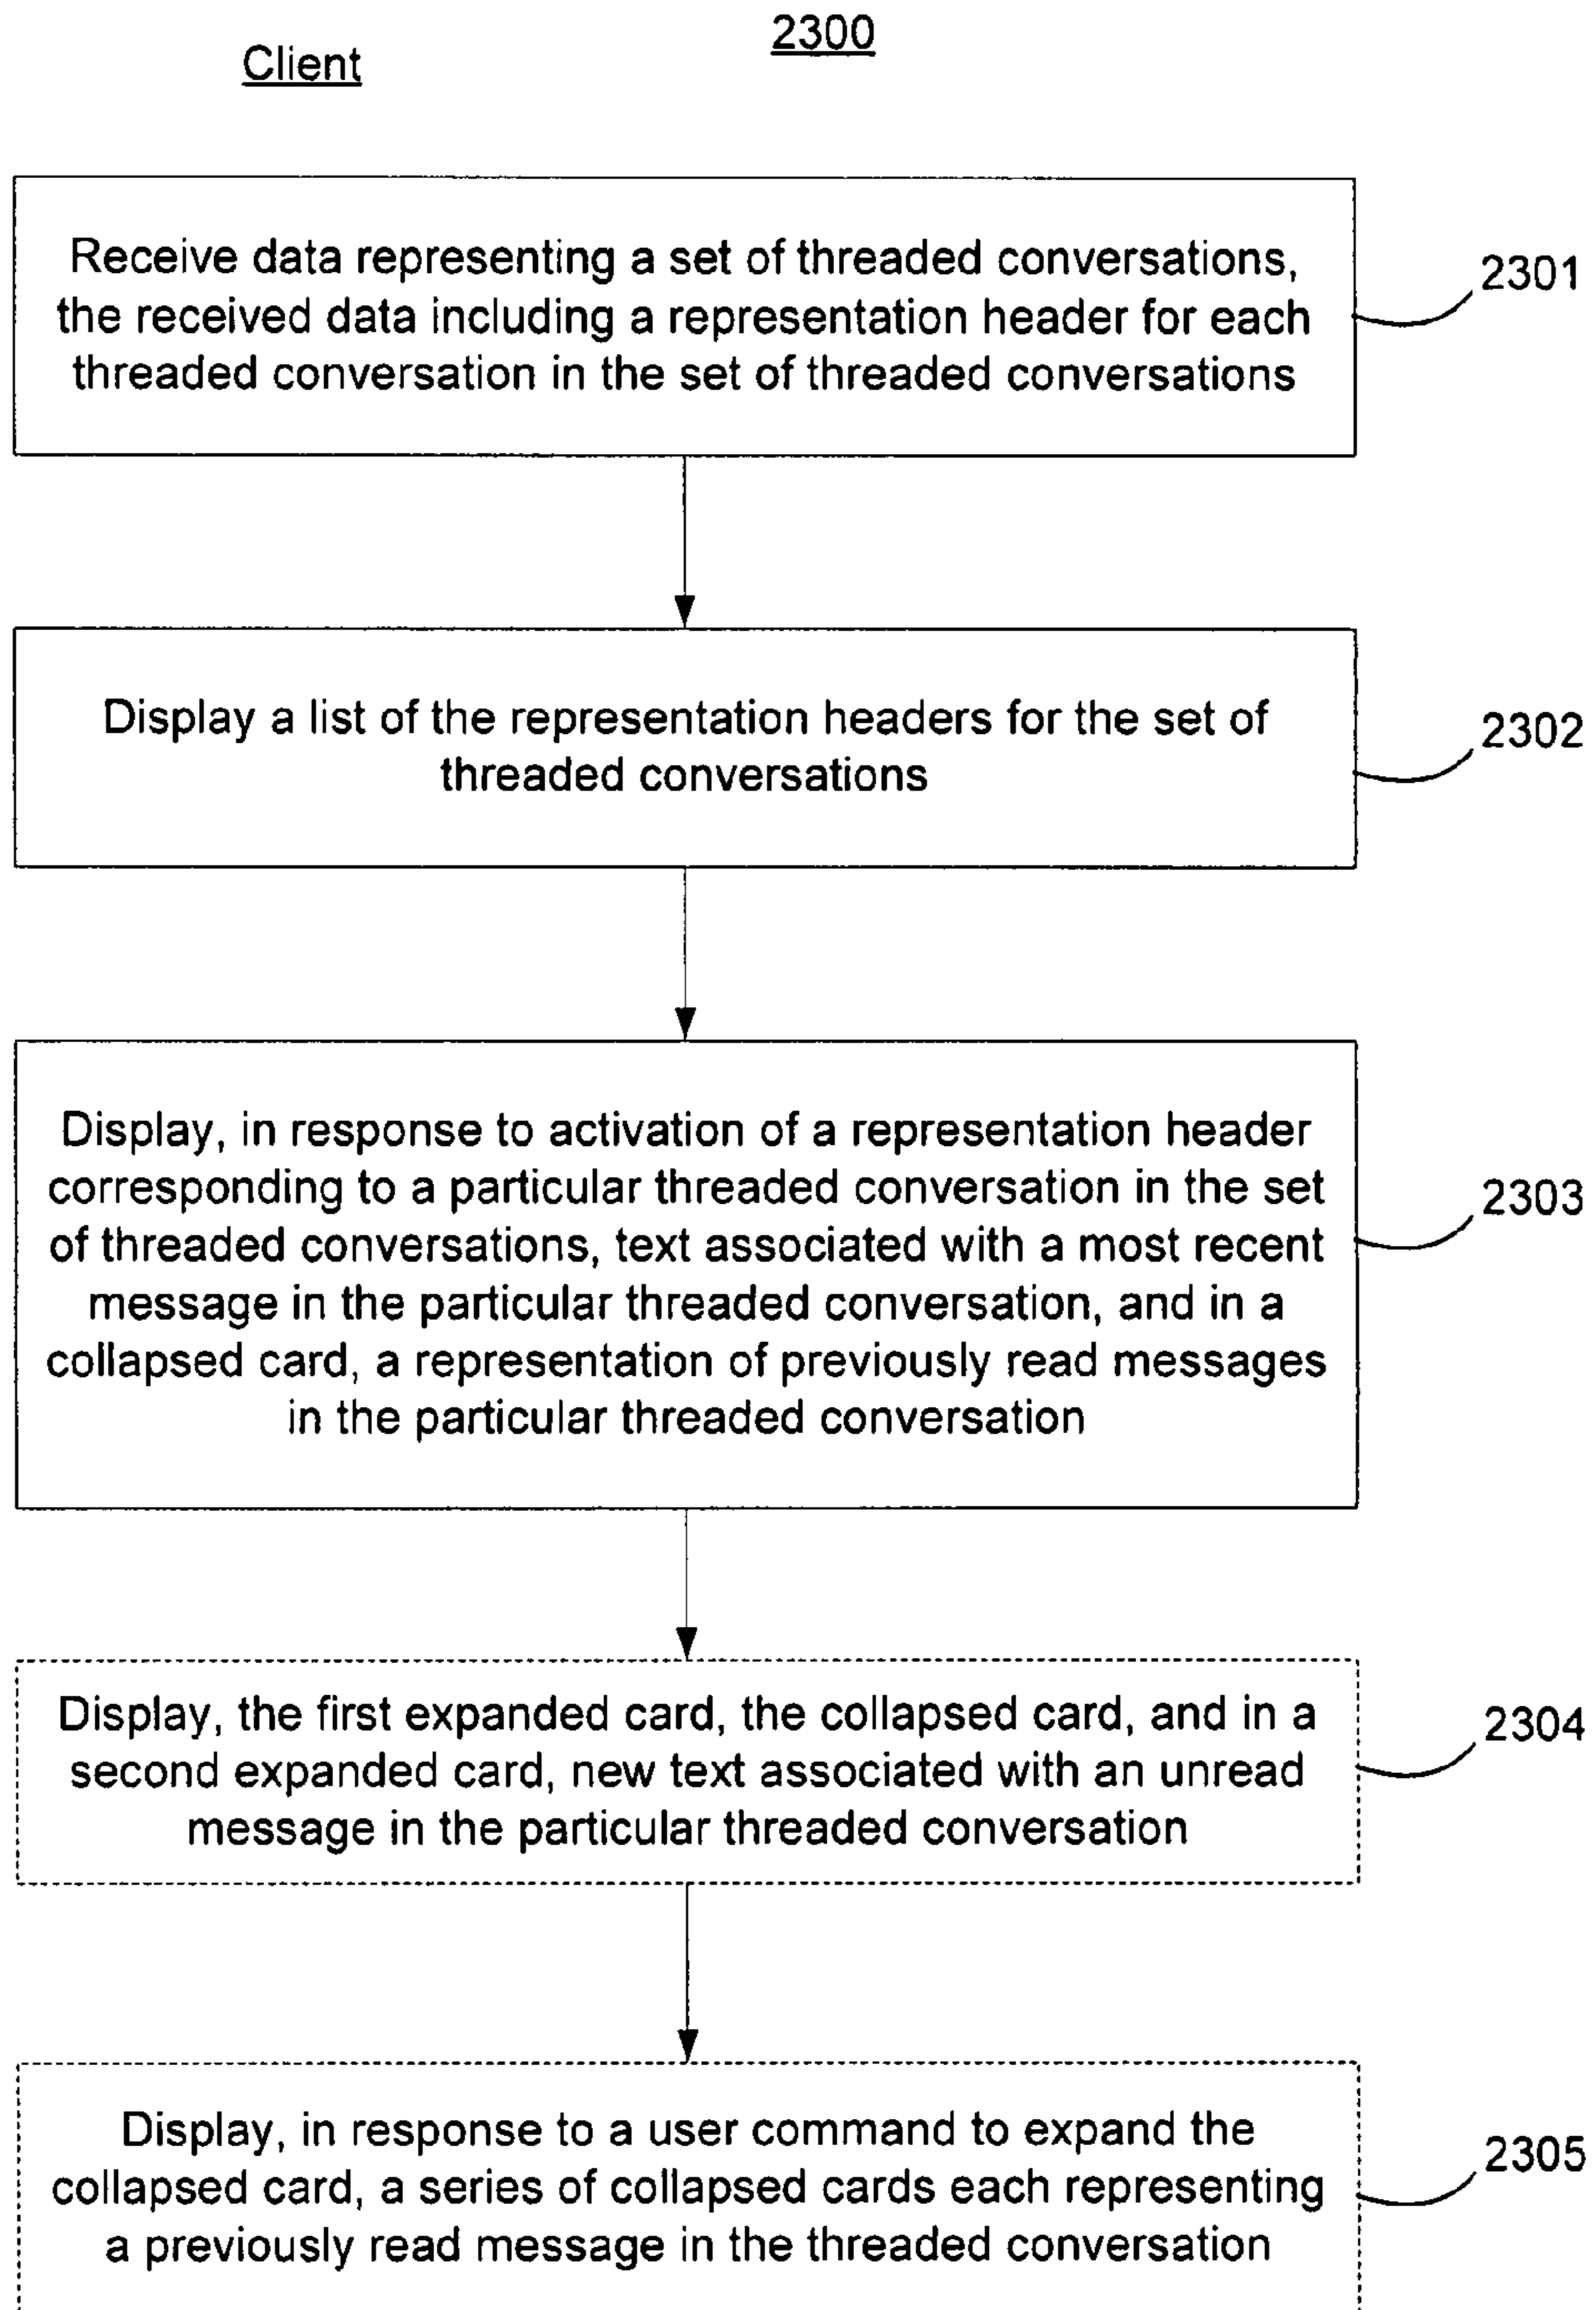 2300
Client
Receive data representing a set of threaded conversations,
the received data including a representation header for each
threaded conversation in the set of threaded conversations
2301
Display a list of the representation headers for the set of
threaded conversations
2302
Display, in response to activation of a representation header
corresponding to a particular threaded conversation in the set
of threaded conversations, text associated with a most recent
message in the particular threaded conversation, and in a
collapsed card, a representation of previously read messages
in the particular threaded conversation
2303
Display, the first expanded card, the collapsed card, and in a
second expanded card, new text associated with an unread
message in the particular threaded conversation
2304
Display, in response to a user command to expand the
collapsed card, a series of collapsed cards each representing
a previously read message in the threaded conversation
2305